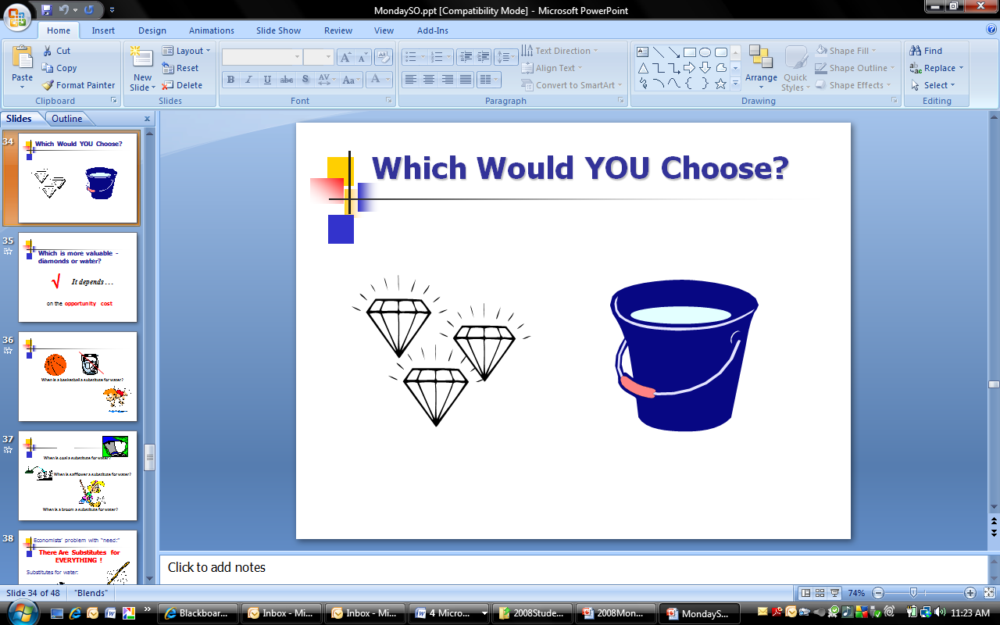 MondaySO.ppt [Compatibility Mode] - Microsoft PowerPoint
Home Insert Design Animations Slide Show Review View Add-Ins
Paste
Cut
Copy
Format Painter
Clipboard
New Slide
Layout
Reset
Delete
Slides
B I U abc S AV Aa A
Font
Text Direction
Align Text
Convert to SmartArt
Paragraph
Arrange
Quick Styles
Shape Fill
Shape Outline
Shape Effects
Drawing
Find
Replace
Select
Editing
Slides Outline x
34
Which Would YOU Choose?
35
Which is more valuable -
diamonds or water?
√ It depends . . .
on the opportunity cost
36
When is a basketball a substitute for water?
37
When is coal a substitute for water?
When is safflower a substitute for water?
When is a broom a substitute for water?
38
Economists' problem with "need:"
There Are Substitutes for
EVERYTHING !
Substitutes for water:
Which Would YOU Choose?
Click to add notes
Slide 34 of 48 "Blends" 74%
Blackboar... Inbox - Mi... Inbox - Mi... 4 Micro... 2008Stude... 2008Mon... MondayS... 11:23 AM